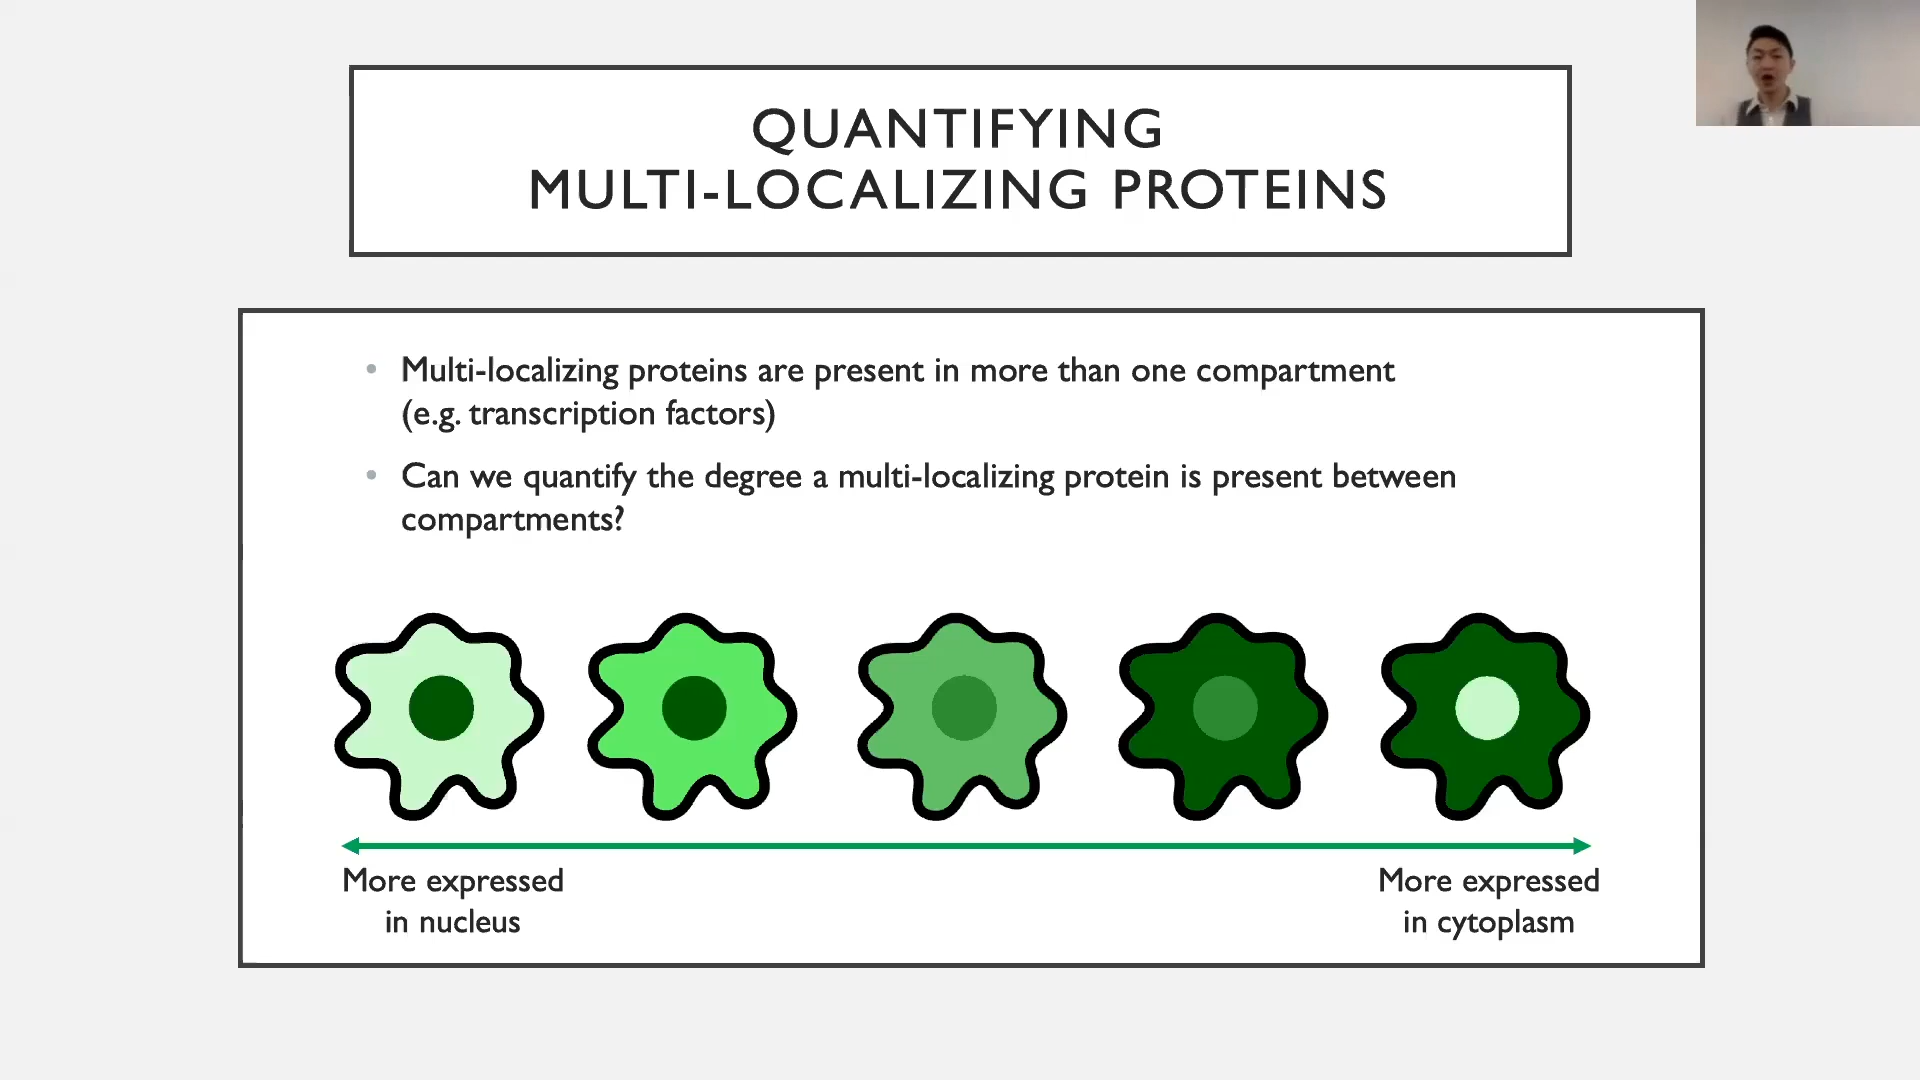 QUANTIFYING
MULTI-LOCALIZING PROTEINS
• Multi-localizing proteins are present in more than one compartment
(e.g. transcription factors)
• Can we quantify the degree a multi-localizing protein is present between
compartments?
More expressed
in nucleus
More expressed
in cytoplasm